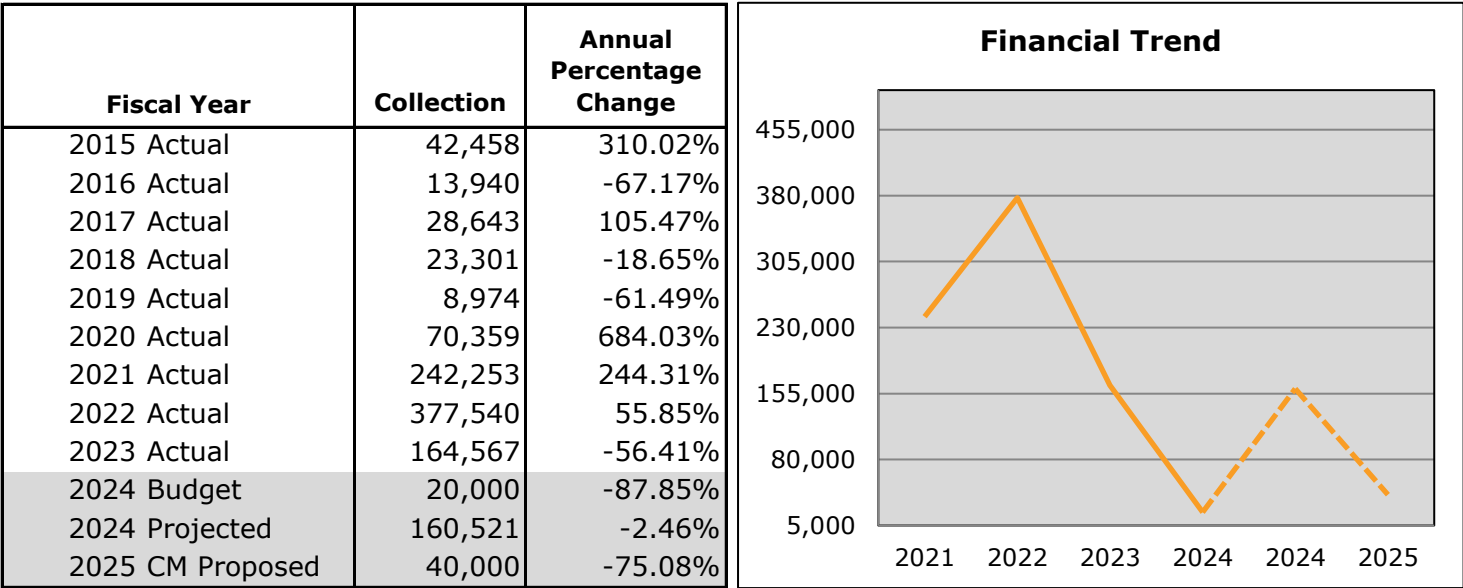 Annual
Percentage
Fiscal Year Collection Change
2015 Actual 42,458 310.02%
2016 Actual 13,940 -67.17%
2017 Actual 28,643 105.47%
2018 Actual 23,301 -18.65%
2019 Actual 8,974 -61.49%
2020 Actual 70,359 684.03%
2021 Actual 242,253 244.31%
2022 Actual 377,540 55.85%
2023 Actual 164,567 -56.41%
2024 Budget 20,000 -87.85%
2024 Projected 160,521 -2.46%
2025 CM Proposed 40,000 -75.08%
Financial Trend
455,000
380,000
305,000
230,000
155,000
80,000
5,000
2021 2022 2023 2024 2024 2025